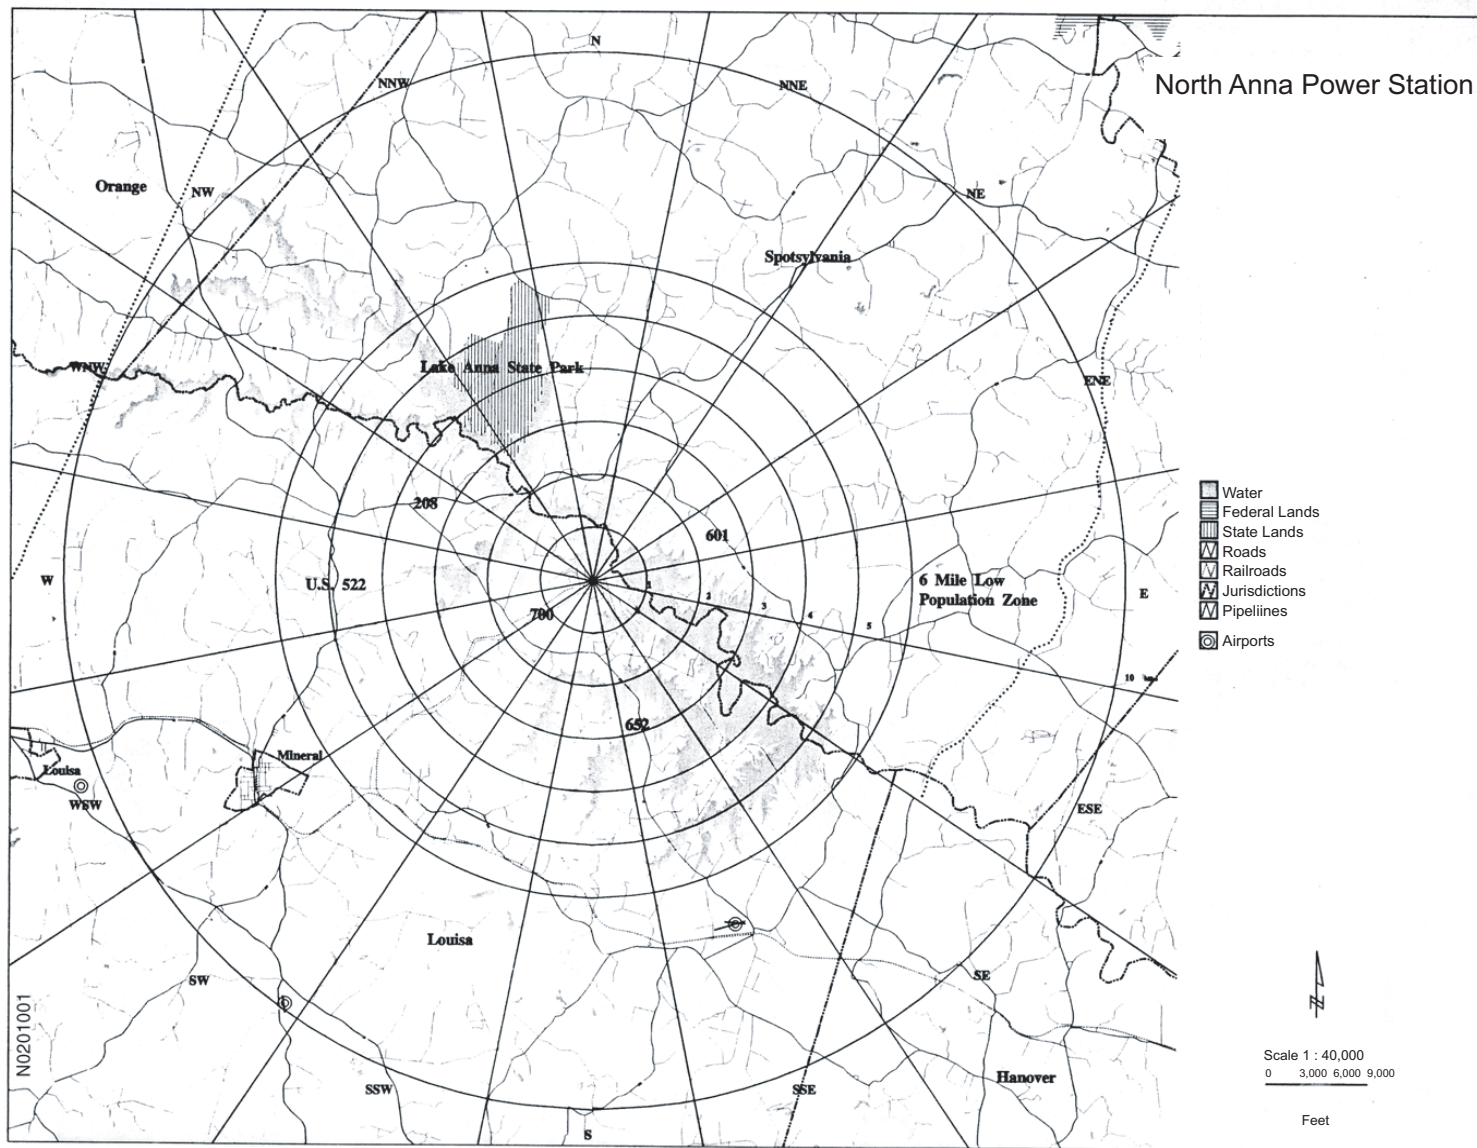 North Anna Power Station
N
NNW
NNE
Orange
NW
NE
Spotsylvania
WNW
Lake Anna State Park
ENE
208
601
W
U.S. 522
6 Mile Low
Population Zone
E
1
2
3
4
5
700
10
652
Mineral
Louisa
WSW
ESE
Louisa
SW
SE
SSW
SSE
Hanover
S
N0201001
Water
Federal Lands
State Lands
Roads
Railroads
Jurisdictions
Pipeliines
Airports
N
Scale 1 : 40,000
0 3,000 6,000 9,000
Feet